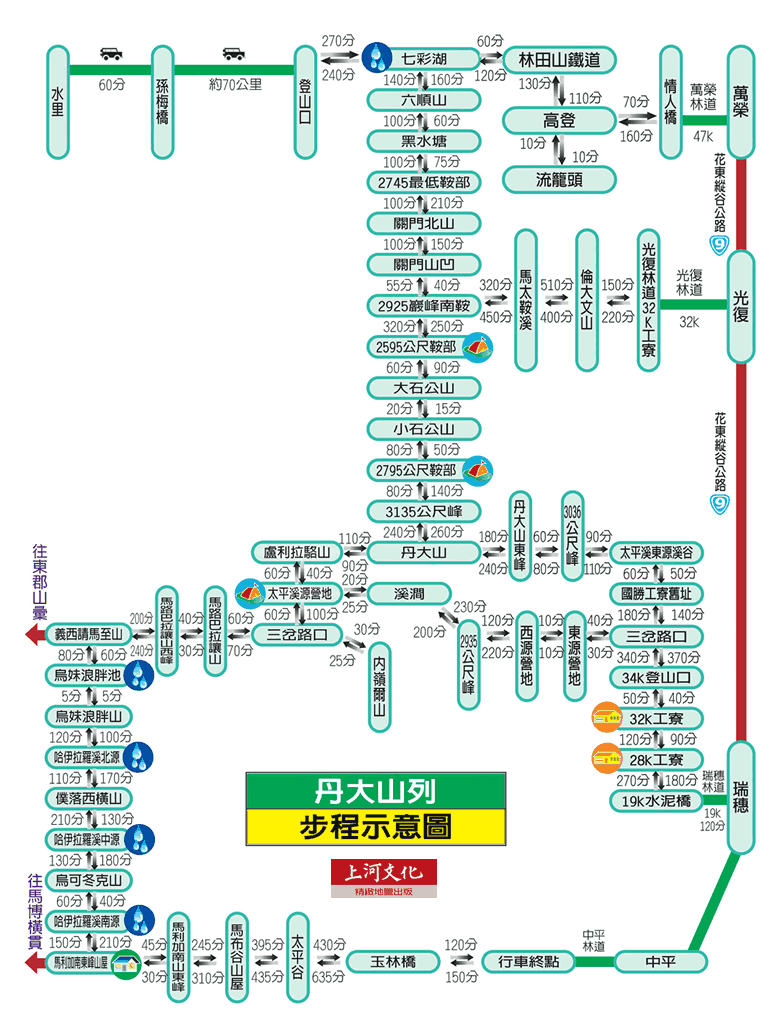 水里
60分
孫梅橋
約70公里
登山口
270分
240分
七彩湖
60分
120分
林田山鐵道
130分
110分
高登
70分
160分
情人橋
萬榮
林道
47k
萬榮
10分
10分
流籠頭
140分
160分
六順山
100分
60分
黑水塘
100分
75分
2745最低鞍部
100分
210分
關門北山
100分
150分
關門山凹
55分
40分
2925巖峰南鞍
320分
450分
馬太鞍溪
510分
400分
倫大文山
150分
220分
光復林道32K工寮
光復
林道
32k
光復
花東縱谷公路
9
花東縱谷公路
9
320分
250分
2595公尺鞍部
60分
90分
大石公山
20分
15分
小石公山
80分
50分
2795公尺鞍部
80分
140分
3135公尺峰
240分
260分
盧利拉駱山
110分
90分
丹大山
180分
240分
丹大山東峰
60分
80分
3036公尺峰
90分
110分
太平溪東源溪谷
60分
40分
太平溪源營地
20分
25分
溪澗
230分
200分
2935公尺峰
120分
220分
西源營地
10分
10分
東源營地
40分
30分
三岔路口
60分
50分
國勝工寮舊址
180分
140分
340分
370分
34k登山口
50分
40分
32k工寮
120分
90分
28k工寮
270分
180分
19k水泥橋
瑞穗
林道
19k
120分
瑞穗
60分
100分
三岔路口
30分
25分
內嶺爾山
60分
70分
馬路巴拉讓山
40分
30分
馬路巴拉讓山西峰
200分
240分
義西請馬至山
往東郡山彙
80分
60分
烏妹浪胖池
5分
5分
烏妹浪胖山
120分
100分
哈伊拉羅溪北源
110分
170分
僕落西橫山
210分
130分
哈伊拉羅溪中源
130分
180分
烏可冬克山
60分
40分
哈伊拉羅溪南源
150分
210分
馬利加南東峰山屋
往馬博橫貫
45分
30分
馬利加南山東峰
245分
310分
馬布谷山屋
395分
435分
太平谷
430分
635分
玉林橋
120分
150分
行車終點
中平
林道
中平
丹大山列
步程示意圖
上河文化
精緻地圖出版